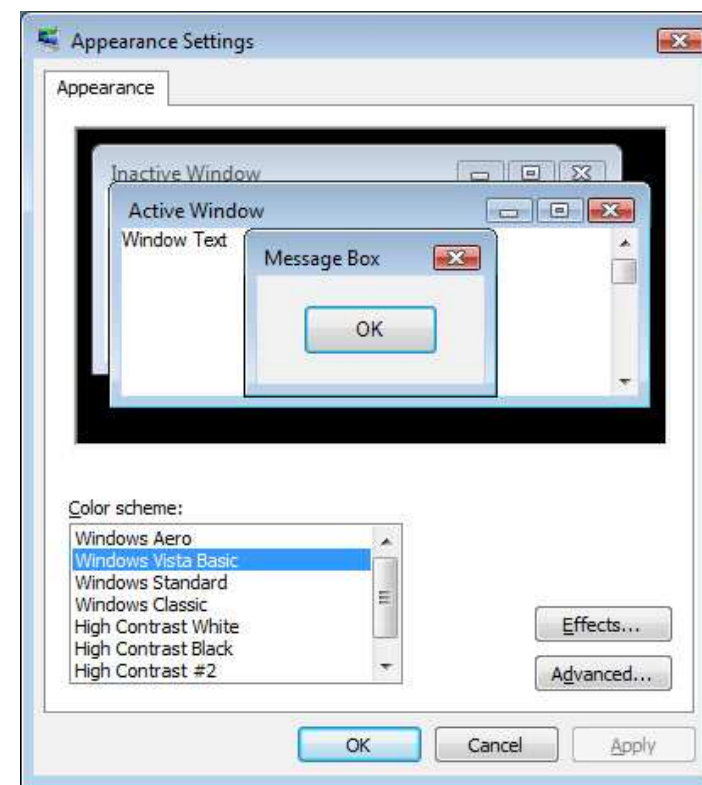 Appearance Settings
Appearance
Inactive Window
Active Window
Window Text
Message Box
OK
Color scheme:
Windows Aero
Windows Vista Basic
Windows Standard
Windows Classic
High Contrast White
High Contrast Black
High Contrast #2
Effects...
Advanced...
OK Cancel Apply